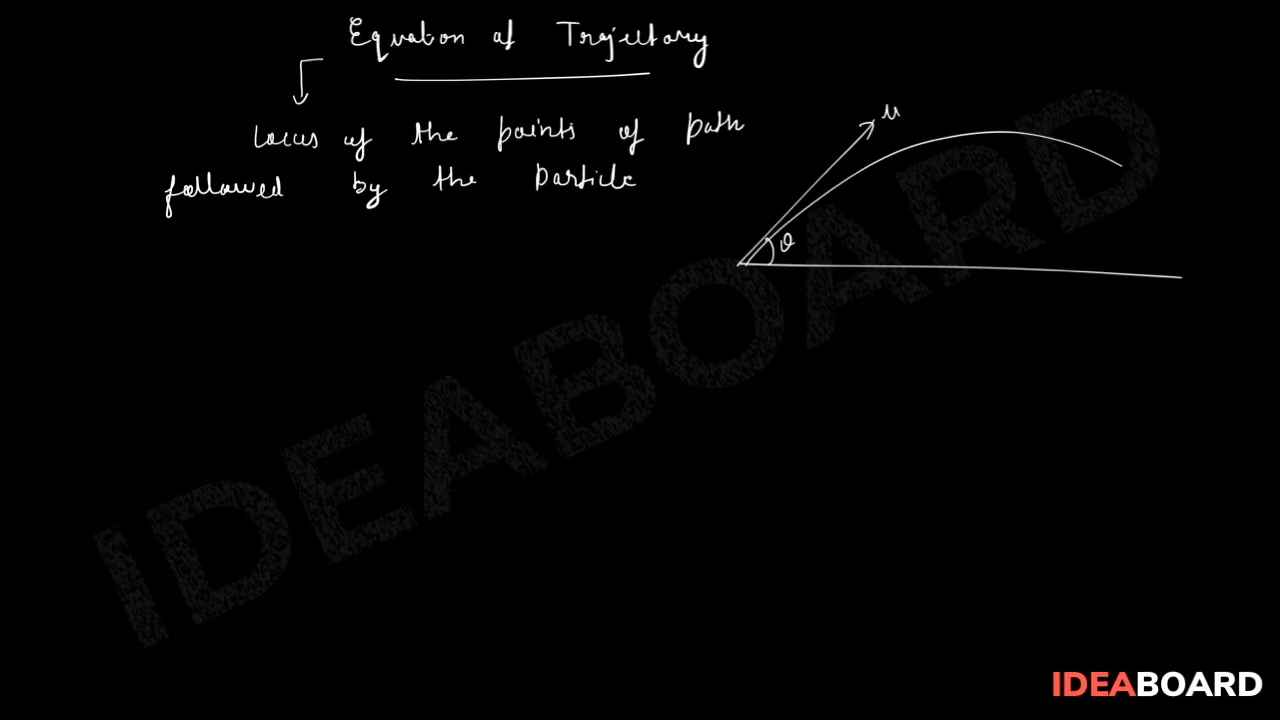 Equation of Trajectory
Locus of the points of path
followed by the particle
u
θ
IDEABOARD
IDEABOARD